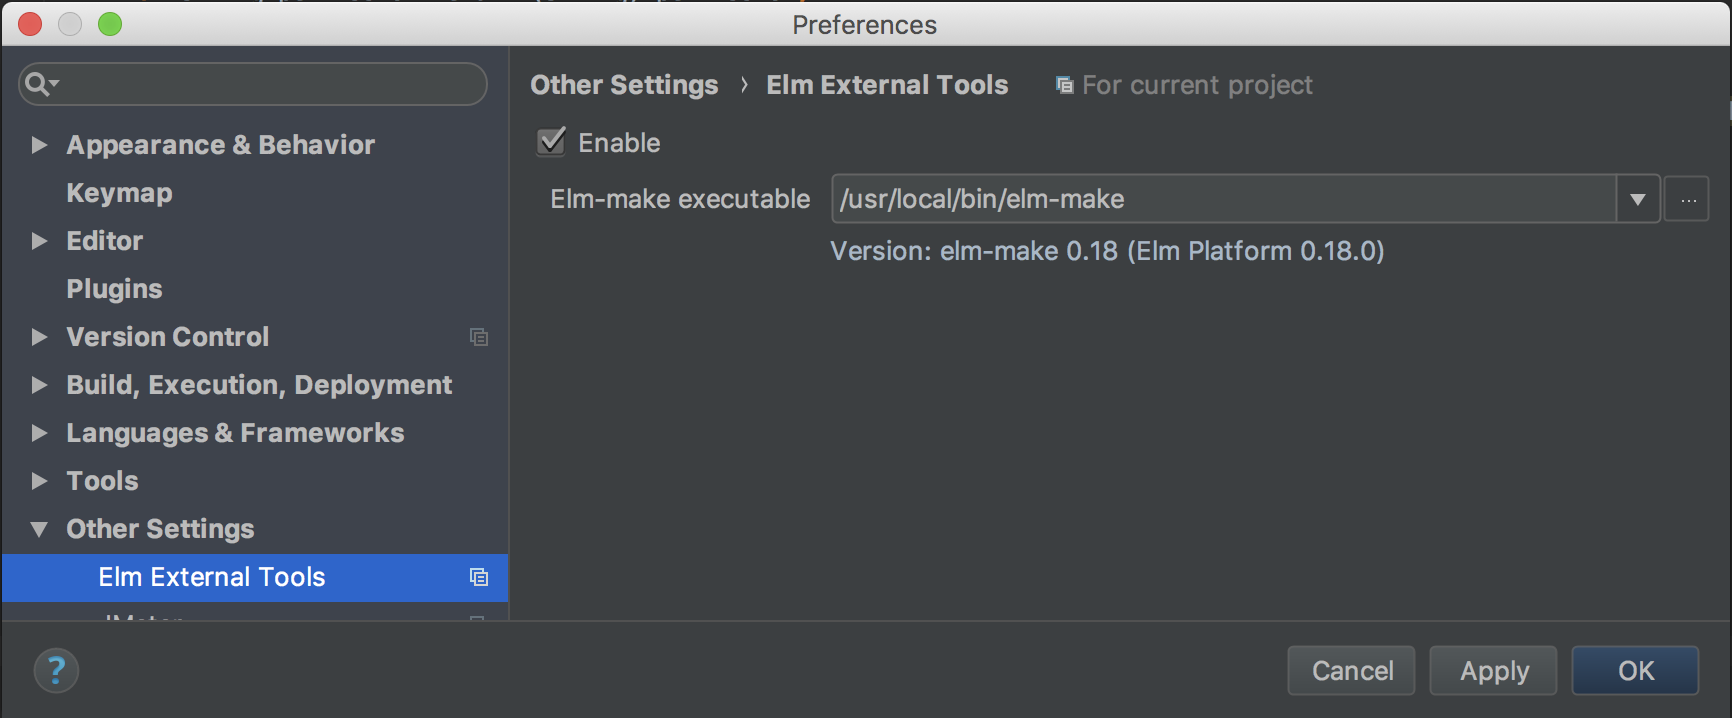 Preferences
Other Settings › Elm External Tools For current project
Appearance & Behavior
Keymap
Editor
Plugins
Version Control
Build, Execution, Deployment
Languages & Frameworks
Tools
Other Settings
Elm External Tools
Enable
Elm-make executable /usr/local/bin/elm-make ...
Version: elm-make 0.18 (Elm Platform 0.18.0)
?
Cancel Apply OK